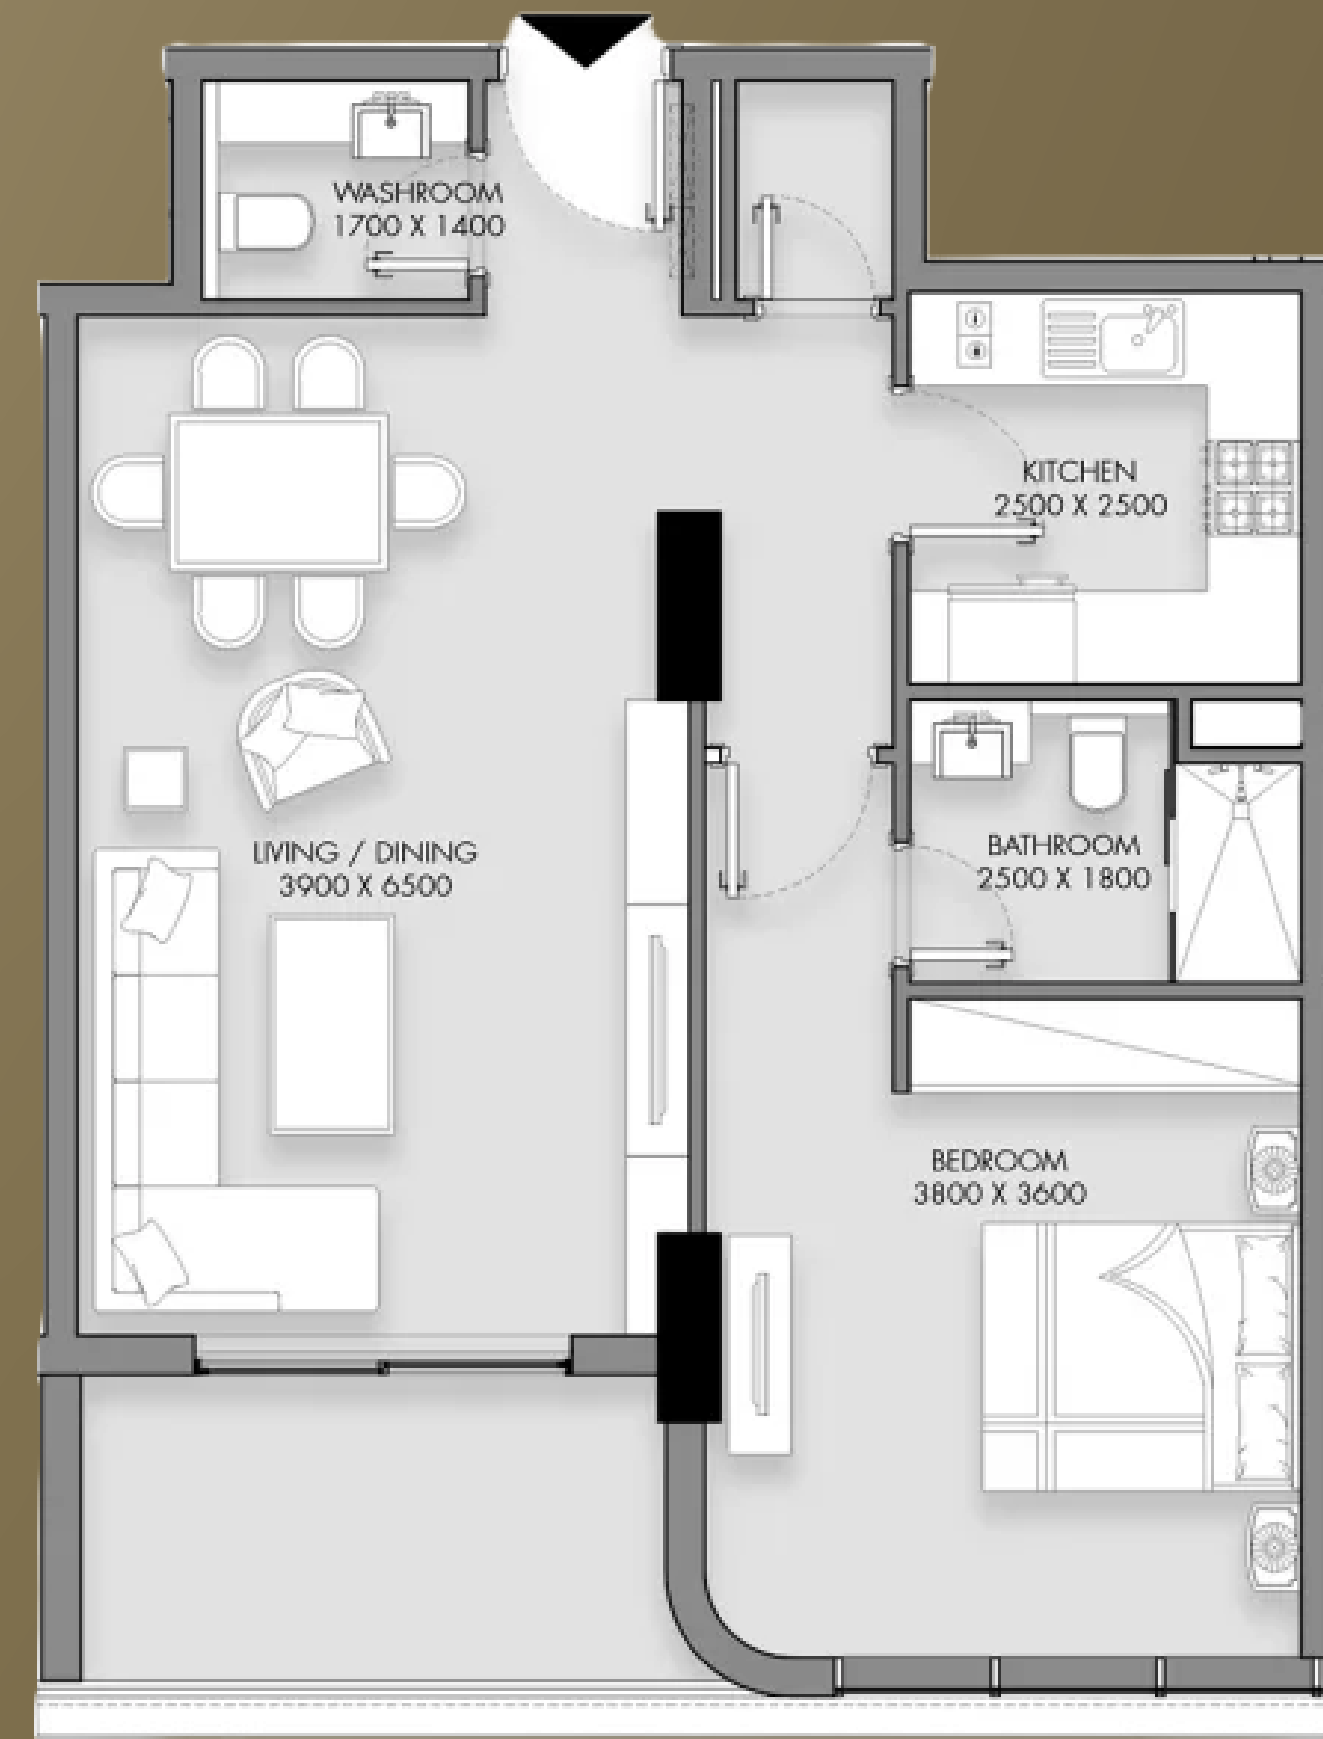 WASHROOM
1700 X 1400
KITCHEN
2500 X 2500
LIVING / DINING
3900 X 6500
BATHROOM
2500 X 1800
BEDROOM
3800 X 3600